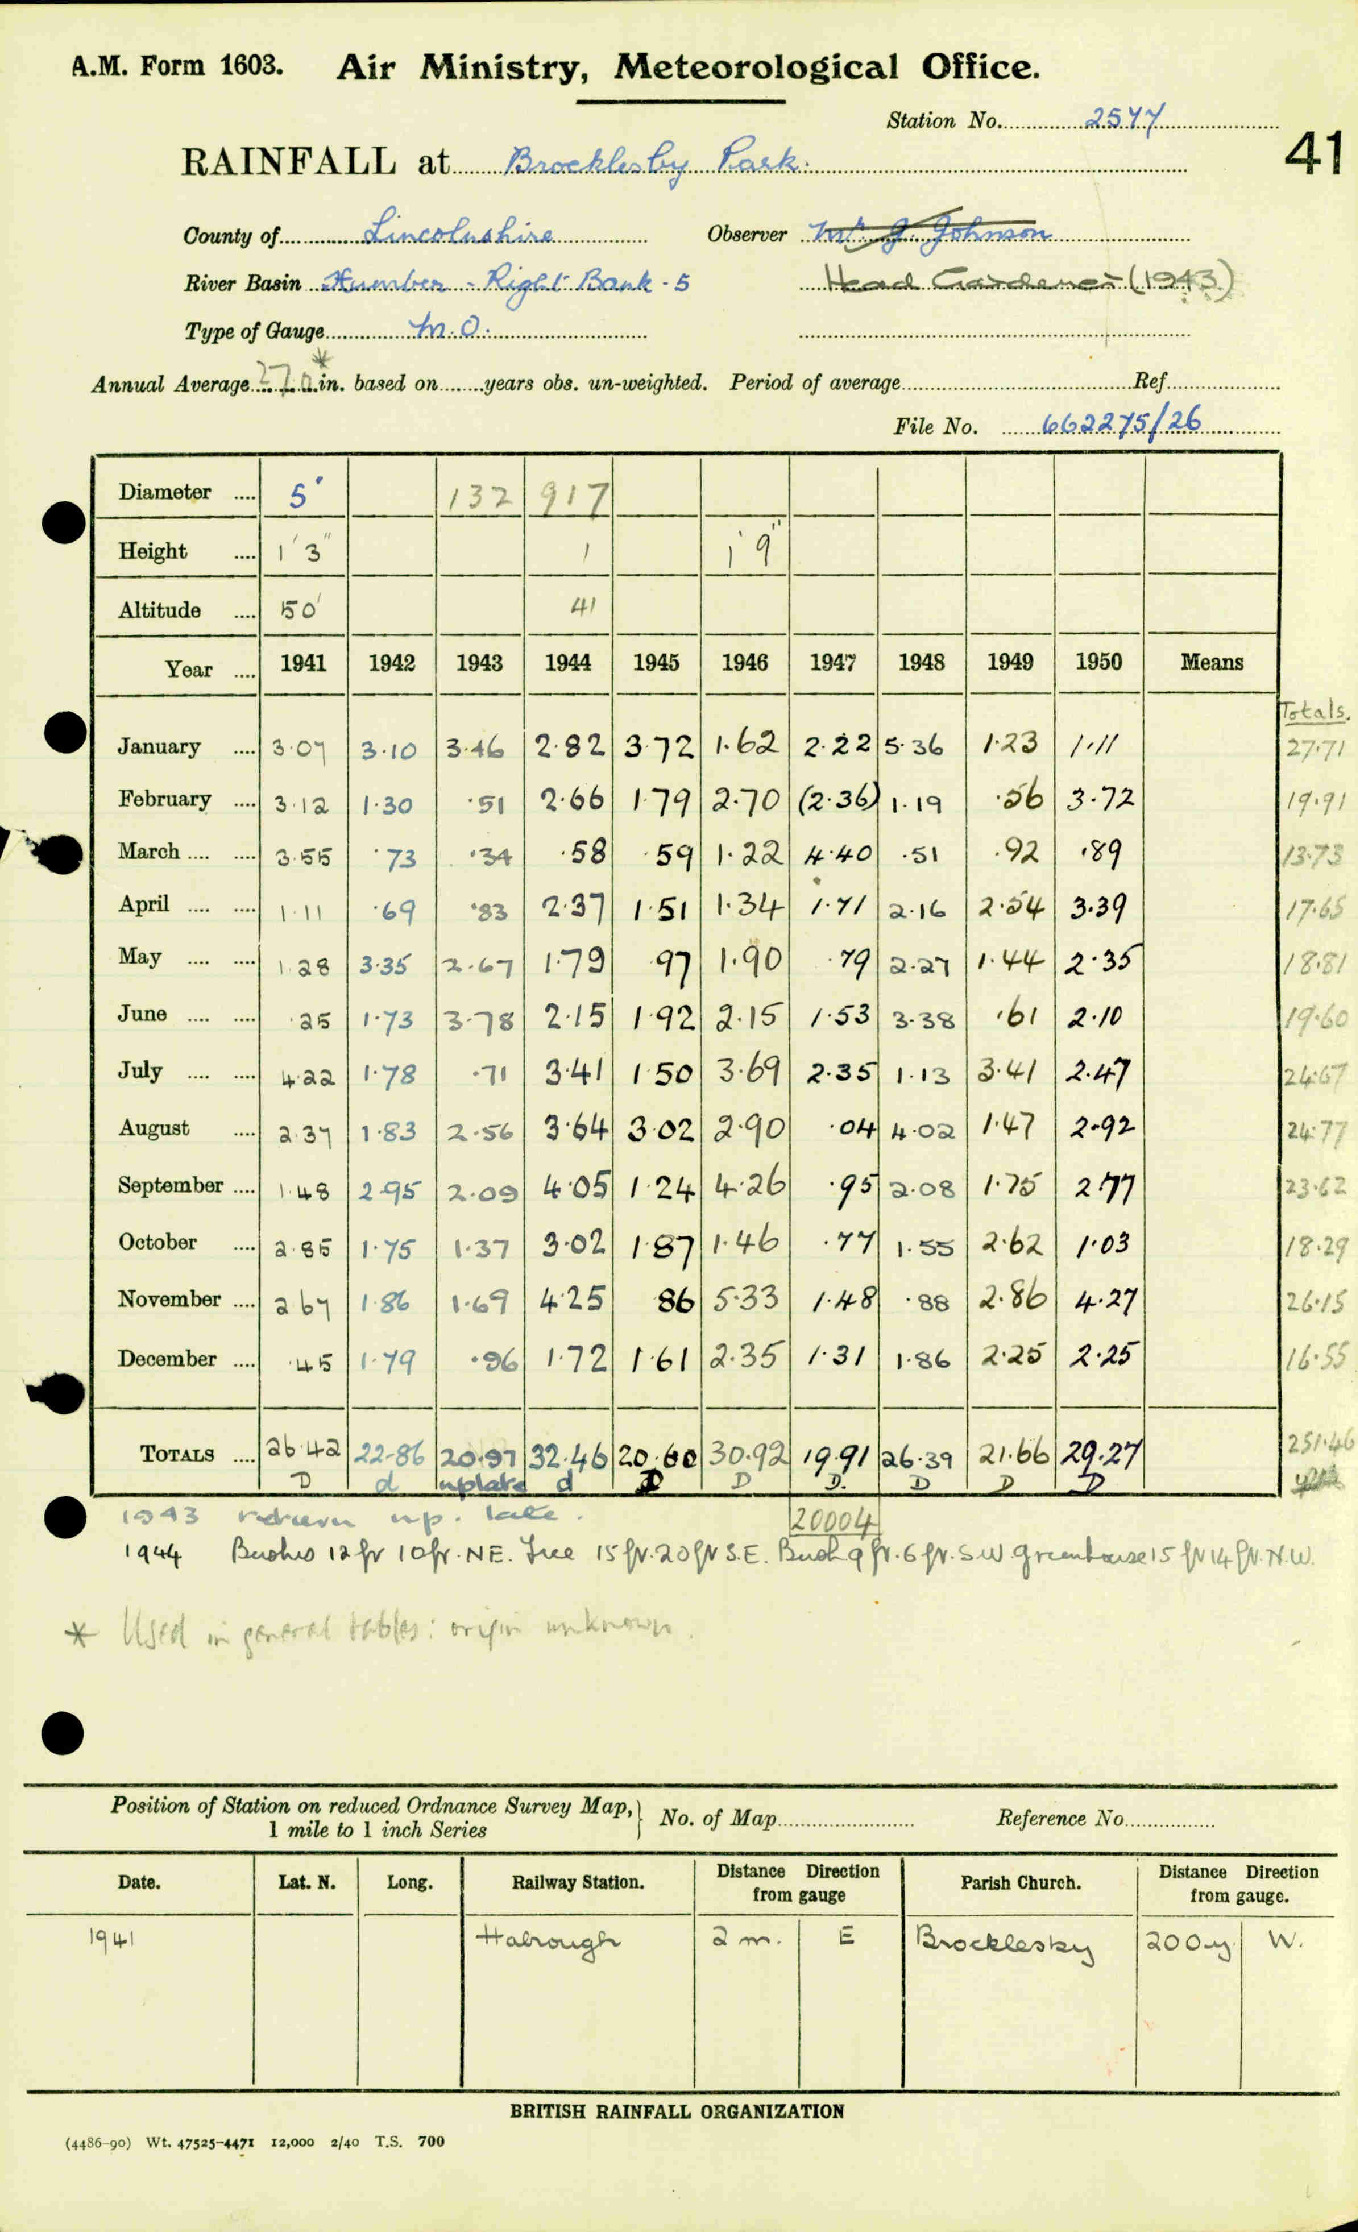 A.M. Form 1603. Air Ministry, Meteorological Office.
Station No. 2577
41
RAINFALL at Brocklesby Park.
County of Lincolnshire Observer Mr. J. Johnson
River Basin Humber - Right Bank - 5 Head Gardener (1943)
Type of Gauge M.O.
Annual Average 27.0* in. based on years obs. un-weighted. Period of average Ref.
File No. 662275/26
Diameter 5" 132 917
Height 1' 3" 1 1' 9"
Altitude 50' 41
Year 1941 1942 1943 1944 1945 1946 1947 1948 1949 1950 Means
Totals.
January 3.07 3.10 3.46 2.82 3.72 1.62 2.22 5.36 1.23 1.11 27.71
February 3.12 1.30 .51 2.66 1.79 2.70 (2.36) 1.19 .56 3.72 19.91
March 3.55 .73 .34 .58 59 1.22 4.40 .51 .92 .89 13.73
April 1.11 .69 .83 2.37 1.51 1.34 1.71 2.16 2.54 3.39 17.65
May 1.28 3.35 2.67 1.79 .97 1.90 .79 2.27 1.44 2.35 18.81
June .25 1.73 3.78 2.15 1.92 2.15 1.53 3.38 .61 2.10 19.60
July 4.22 1.78 .71 3.41 1.50 3.69 2.35 1.13 3.41 2.47 24.67
August 2.37 1.83 2.56 3.64 3.02 2.90 .04 4.02 1.47 2.92 24.77
September 1.48 2.95 2.09 4.05 1.24 4.26 .95 2.08 1.75 2.77 23.62
October 2.85 1.75 1.37 3.02 1.87 1.46 .77 1.55 2.62 1.03 18.29
November 2.67 1.86 1.69 4.25 86 5.33 1.48 .88 2.86 4.27 26.15
December .45 1.79 .96 1.72 1.61 2.35 1.31 1.86 2.25 2.25 16.55
TOTALS 26.42 22.86 20.97 32.46 20.60 30.92 19.91 26.39 21.66 29.27 251.46
D d uplate d D D D. D D D
1943 return up. late. 20004
1944 Bushes 12 ft 10 ft. NE. Tree 15 ft. 20 ft S.E. Bush 9 ft. 6 ft. S.W. greenhouse 15 ft 14 ft. N.W.
* Used in general tables: origin unknown.
Position of Station on reduced Ordnance Survey Map, 1 mile to 1 inch Series } No. of Map Reference No.
Date. Lat. N. Long. Railway Station. Distance Direction from gauge Parish Church. Distance Direction from gauge.
1941 Habrough 2 m. E Brocklesby 200 y W.
BRITISH RAINFALL ORGANIZATION
(4486-90) Wt. 47525-4471 12,000 2/40 T.S. 700